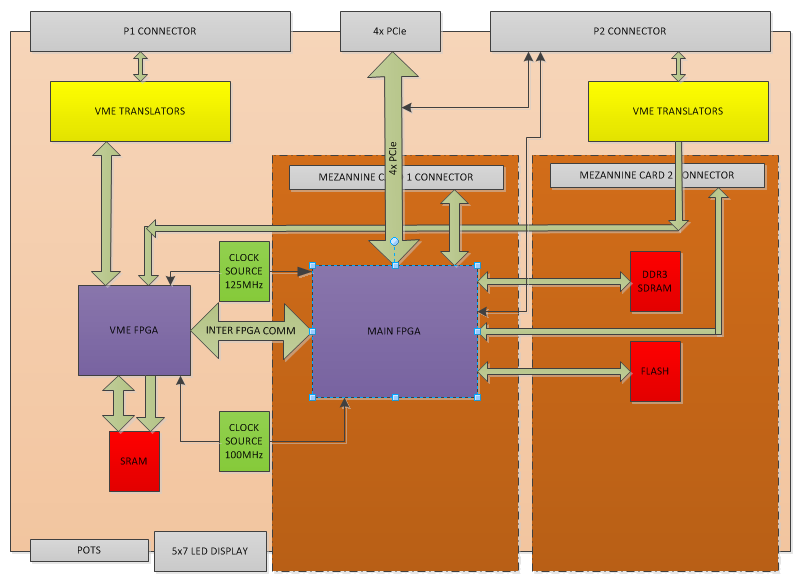 P1 CONNECTOR
4x PCIe
P2 CONNECTOR
VME TRANSLATORS
VME TRANSLATORS
4x PCIe
MEZANNINE CARD 1 CONNECTOR
MEZANNINE CARD 2 CONNECTOR
CLOCK
SOURCE
125MHz
DDR3
SDRAM
VME FPGA
INTER FPGA COMM
MAIN FPGA
FLASH
CLOCK
SOURCE
100MHz
SRAM
POTS
5x7 LED DISPLAY